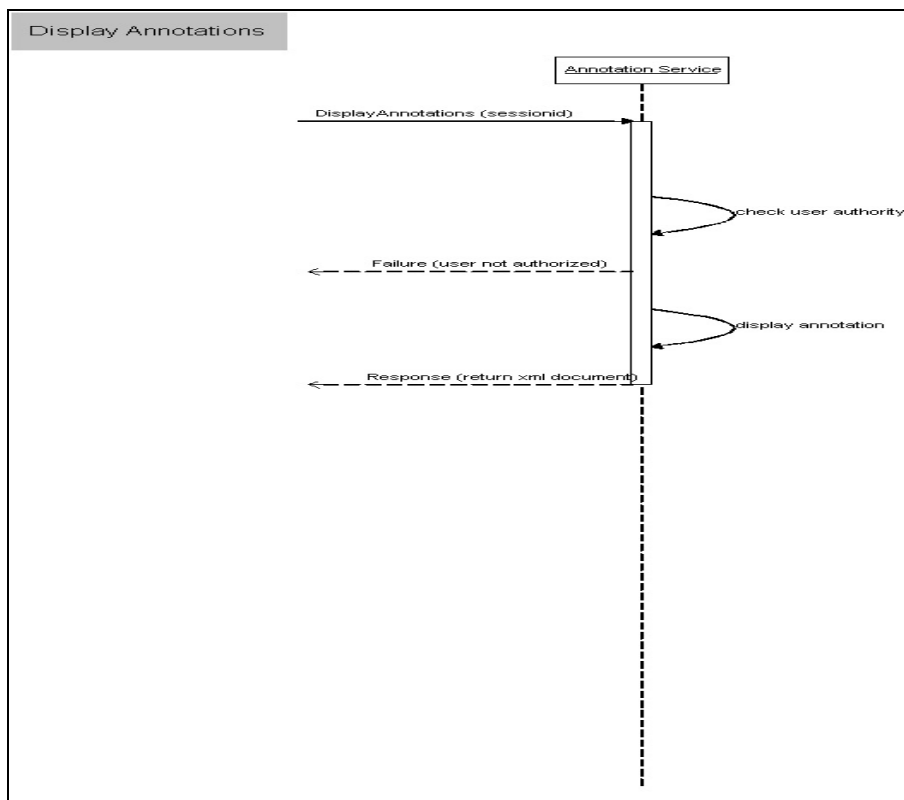 Display Annotations
Annotation Service
DisplayAnnotations (sessionid)
check user authority
Failure (user not authorized)
display annotation
Response (return xml document)